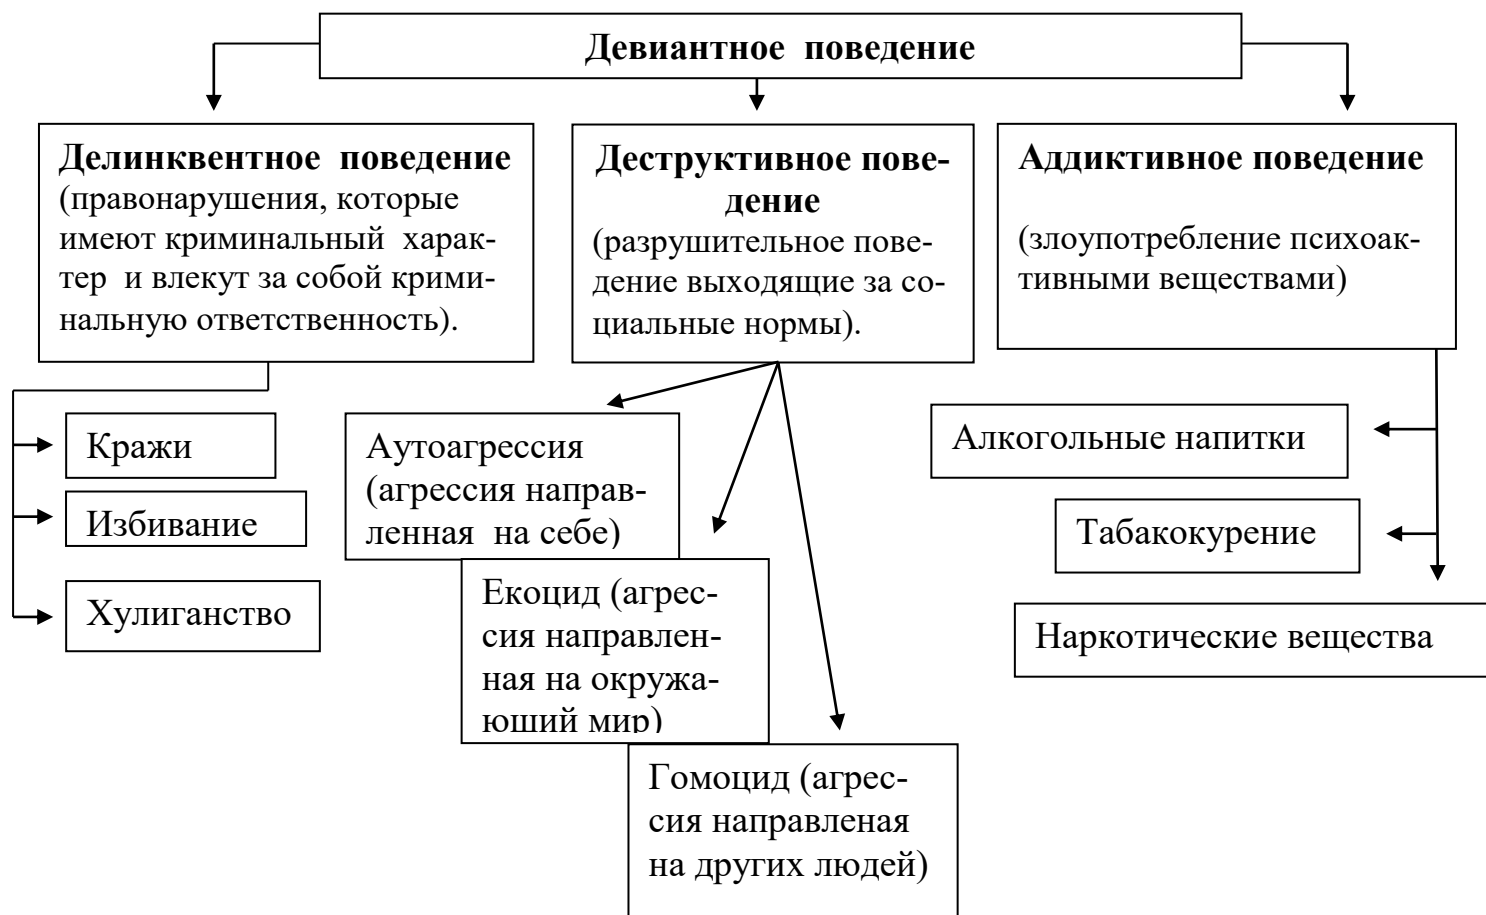 Девиантное поведение
Делинквентное поведение
(правонарушения, которые
имеют криминальный харак-
тер и влекут за собой крими-
нальную ответственность).
Деструктивное пове-
дение
(разрушительное пове-
дение выходящие за со-
циальные нормы).
Аддиктивное поведение
(злоупотребление психоак-
тивными веществами)
Кражи
Избивание
Хулиганство
Аутоагрессия
(агрессия направ-
ленная на себе)
Екоцид (агрес-
сия направлен-
ная на окружа-
юший мир)
Гомоцид (агрес-
сия направленая
на других людей)
Алкогольные напитки
Табакокурение
Наркотические вещества